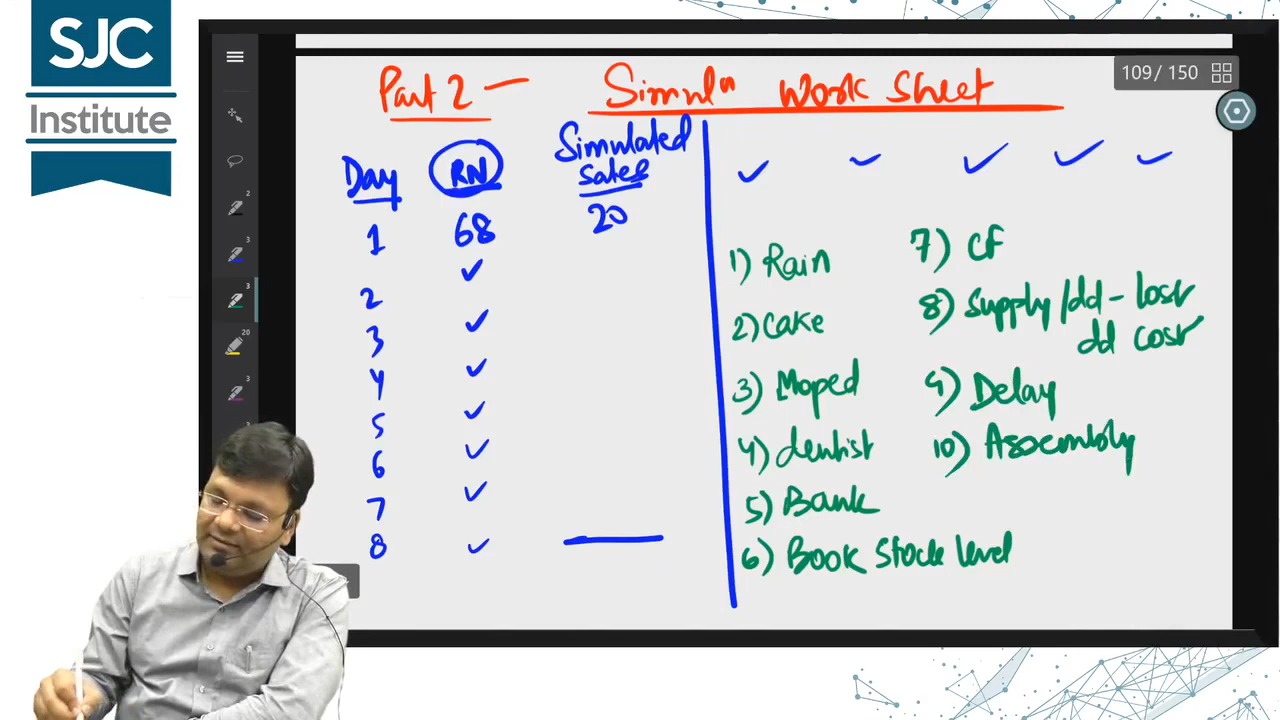 SJC
Institute
109 / 150
Part 2 - Simuln Work Sheet
Day RN Simulated Sales
1 68 20
2
3
4
5
6
7
8
1) Rain
2) Cake
3) Moped
4) dentist
5) Bank
6) Book Stock level
7) CF
8) Supply/dd - lost
dd cost
9) Delay
10) Assembly